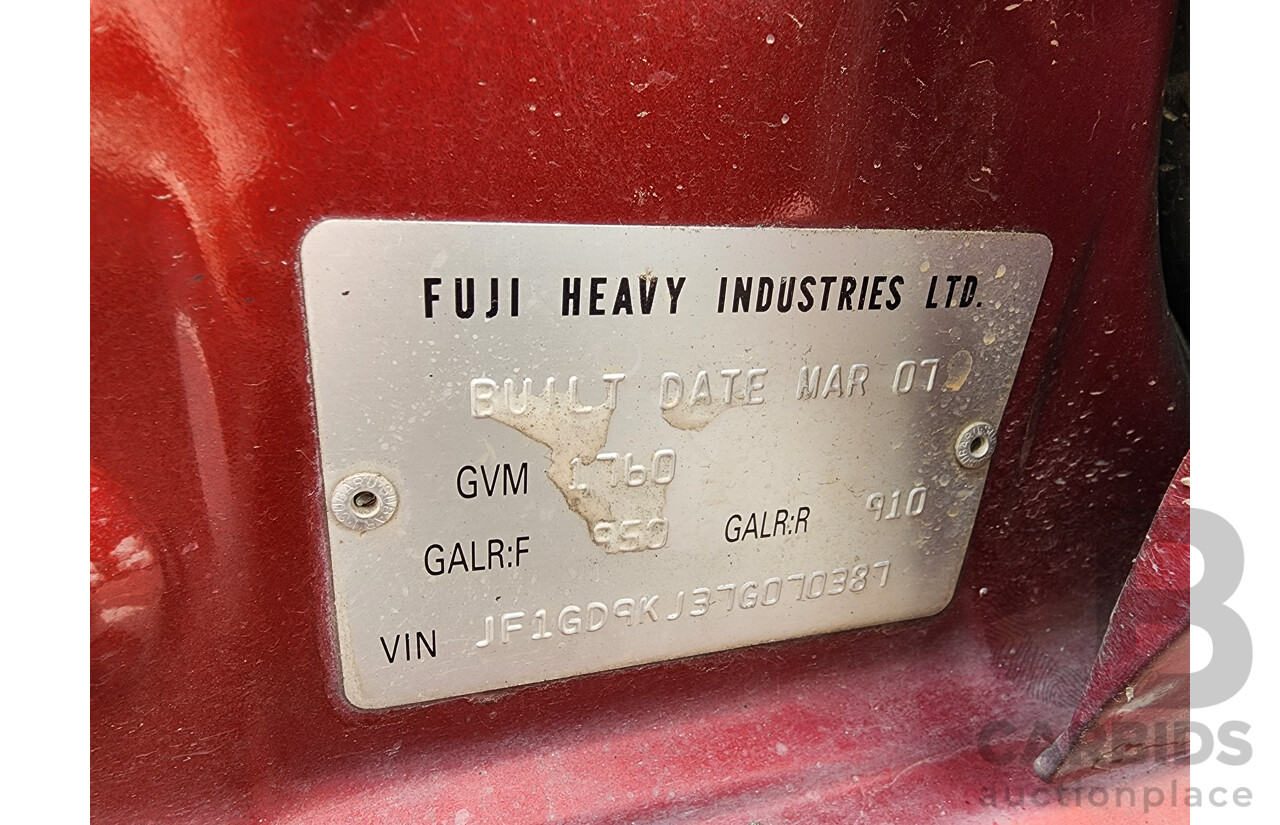 FUJI HEAVY INDUSTRIES LTD.
BUILT DATE MAR 07
GVM 1760
GALR:F 950 GALR:R 910
VIN JF1GD9KJ37G070387
CARBIDS
auctionplace